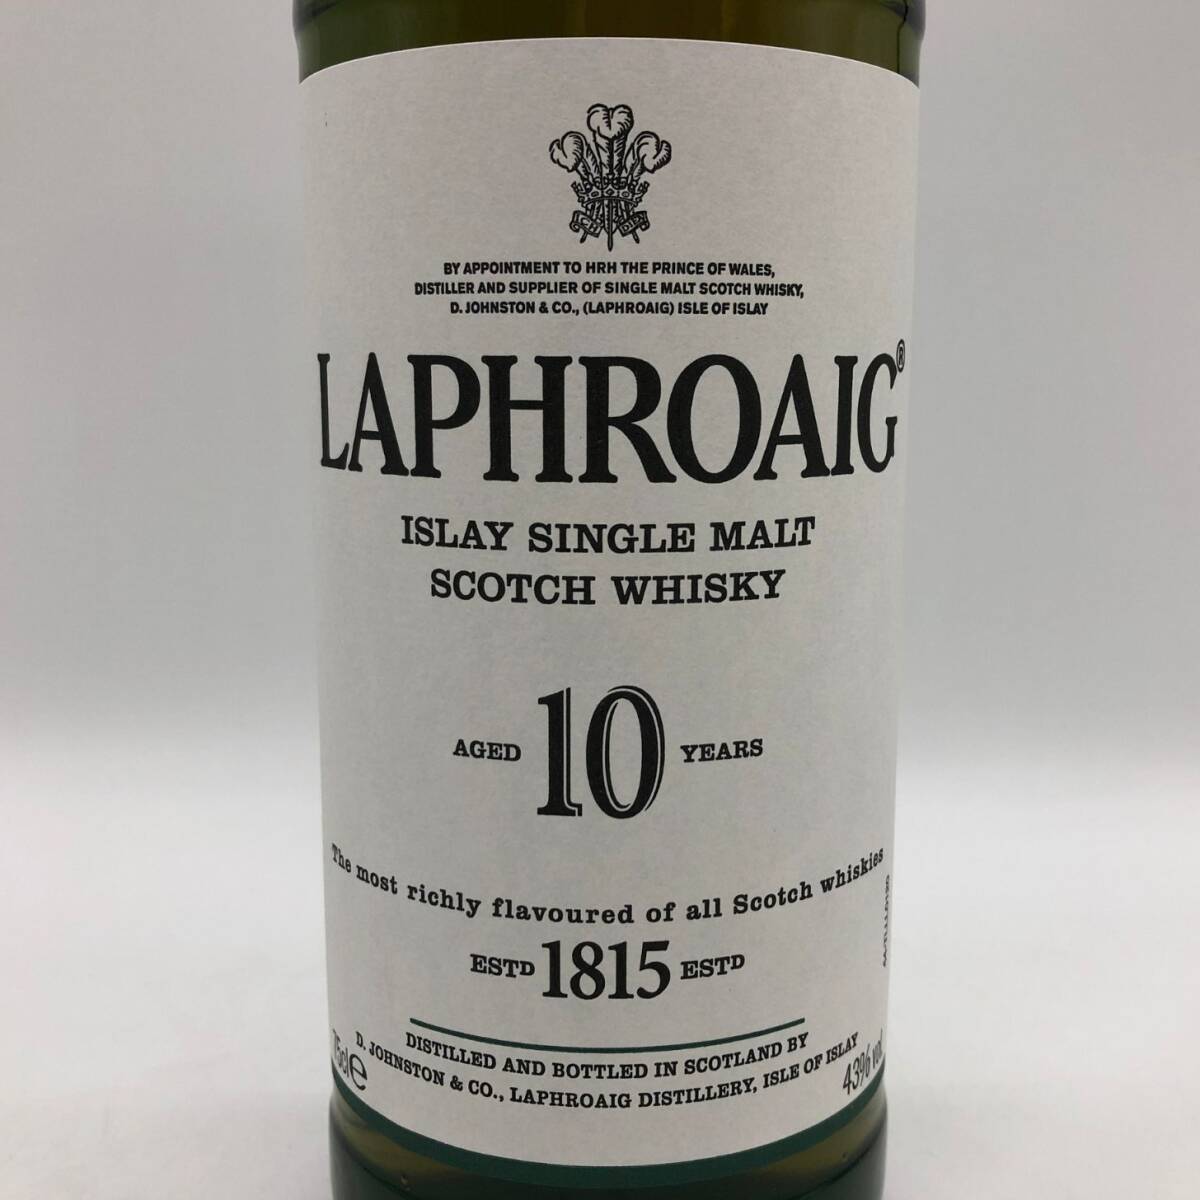 ICH DIEN
BY APPOINTMENT TO HRH THE PRINCE OF WALES,
DISTILLER AND SUPPLIER OF SINGLE MALT SCOTCH WHISKY,
D. JOHNSTON & CO., (LAPHROAIG) ISLE OF ISLAY
LAPHROAIG®
ISLAY SINGLE MALT
SCOTCH WHISKY
AGED 10 YEARS
The most richly flavoured of all Scotch whiskies
ESTD 1815 ESTD
DISTILLED AND BOTTLED IN SCOTLAND BY
D. JOHNSTON & CO., LAPHROAIG DISTILLERY, ISLE OF ISLAY
75cl e
43% vol